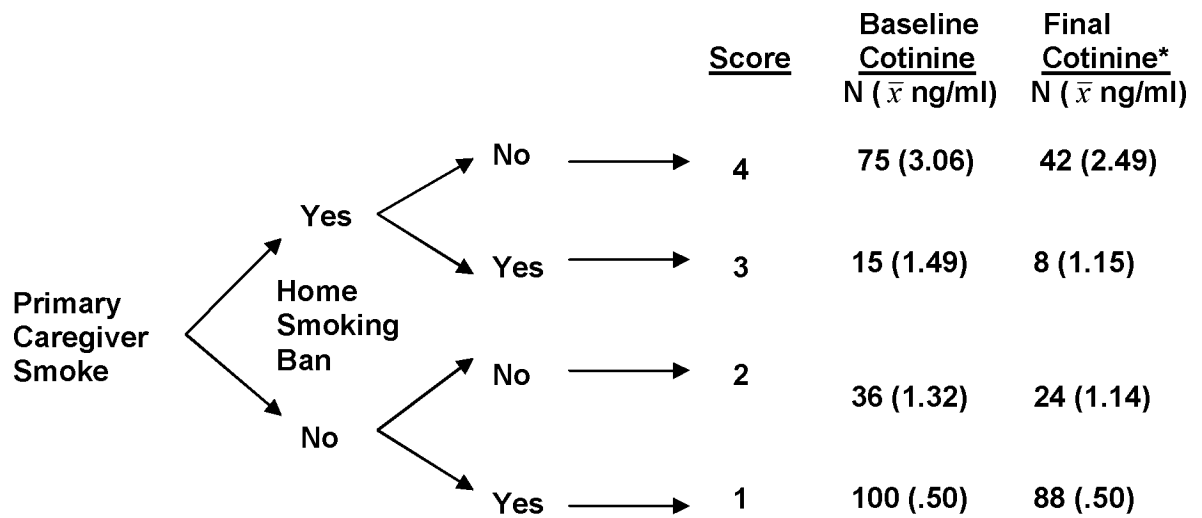 Baseline Final
Score Cotinine Cotinine*
N ( x̅ ng/ml) N ( x̅ ng/ml)
No 4 75 (3.06) 42 (2.49)
Yes
Yes 3 15 (1.49) 8 (1.15)
Primary
Caregiver
Smoke
Home
Smoking
Ban
No 2 36 (1.32) 24 (1.14)
No
Yes 1 100 (.50) 88 (.50)